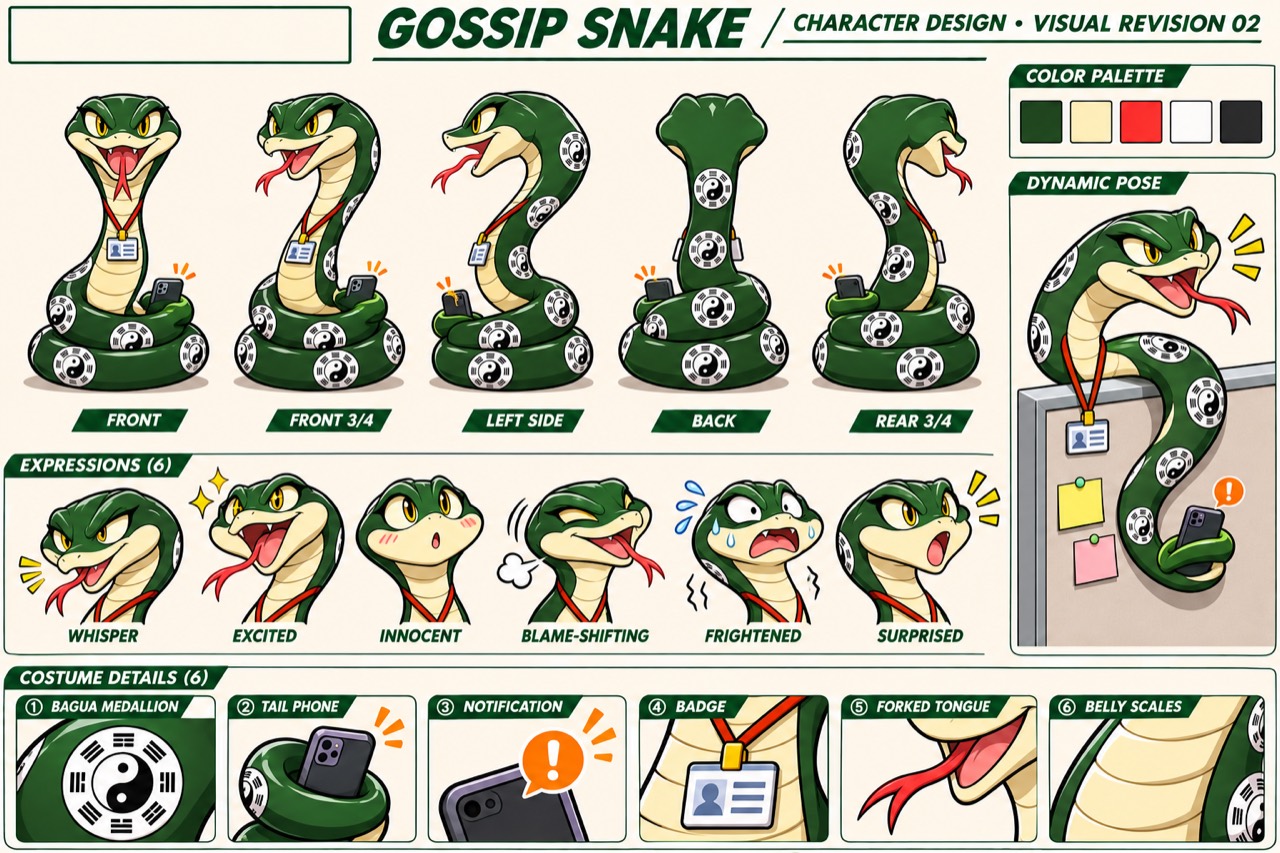 GOSSIP SNAKE / CHARACTER DESIGN • VISUAL REVISION 02
COLOR PALETTE
DYNAMIC POSE
FRONT
FRONT 3/4
LEFT SIDE
BACK
REAR 3/4
EXPRESSIONS (6)
WHISPER
EXCITED
INNOCENT
BLAME-SHIFTING
FRIGHTENED
SURPRISED
!
COSTUME DETAILS (6)
① BAGUA MEDALLION
② TAIL PHONE
③ NOTIFICATION
!
④ BADGE
⑤ FORKED TONGUE
⑥ BELLY SCALES